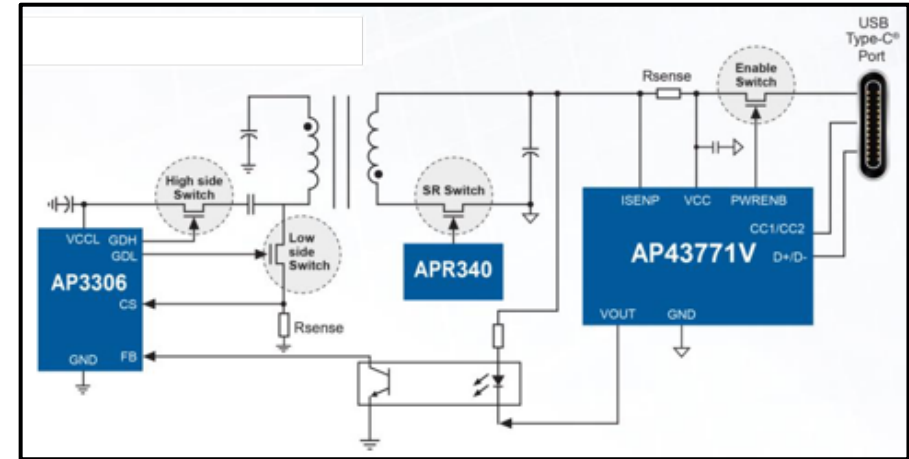 USB
Type-C®
Port
Rsense
Enable
Switch
High side
Switch
SR Switch
ISENP VCC PWRENB
VCCL GDH
GDL
Low
side
Switch
CC1/CC2
AP43771V D+/D-
AP3306
APR340
CS
Rsense
VOUT GND
GND FB